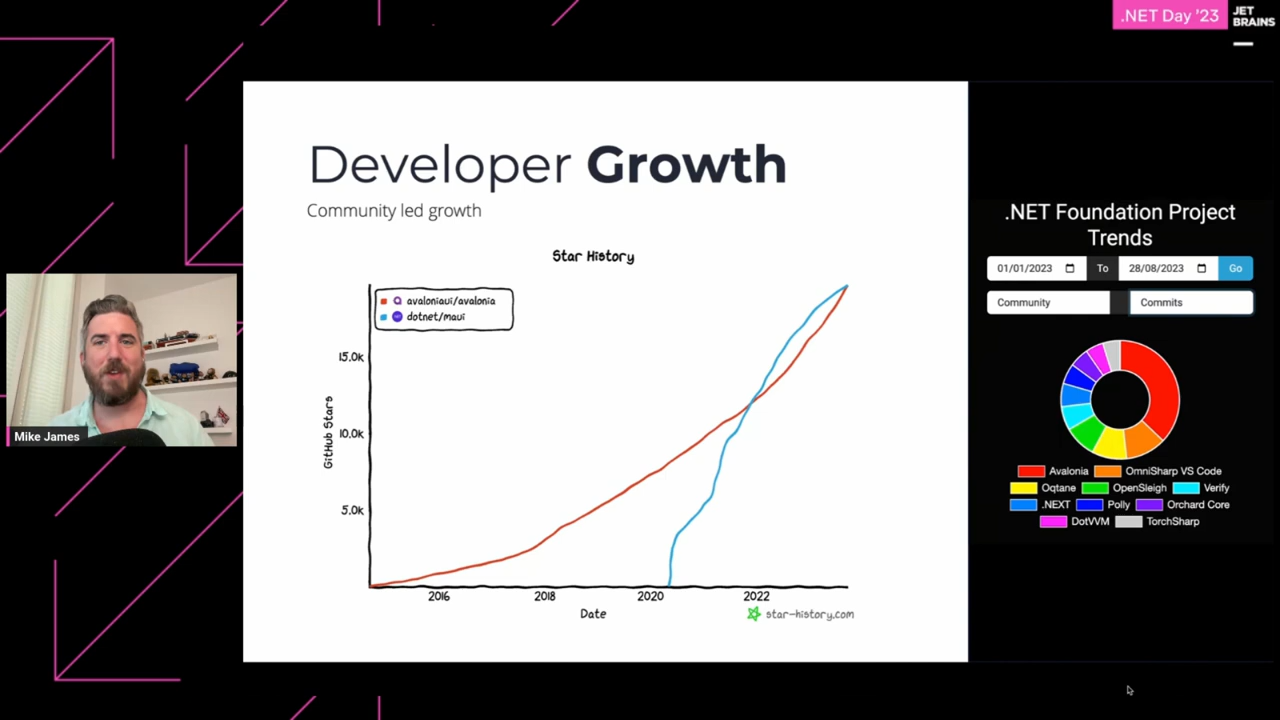 .NET Day '23
JET
BRAINS
Developer Growth
Community led growth
Star History
avaloniaui/avalonia
dotnet/maui
15.0k
10.0k
5.0k
GitHub Stars
2016
2018
2020
2022
Date
star-history.com
Mike James
.NET Foundation Project
Trends
01/01/2023
To
28/08/2023
Go
Community
Commits
Avalonia
OmniSharp VS Code
Oqtane
OpenSleigh
Verify
.NEXT
Polly
Orchard Core
DotVVM
TorchSharp